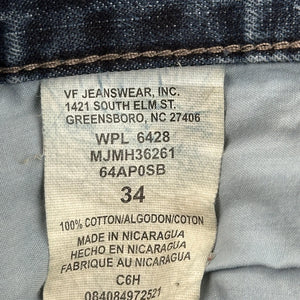 VF JEANSWEAR, INC.
1421 SOUTH ELM ST.
GREENSBORO, NC 27406
WPL 6428
MJMH36261
64AP0SB
34
100% COTTON/ALGODON/COTON
MADE IN NICARAGUA
HECHO EN NICARAGUA
FABRIQUE AU NICARAGUA
C6H
084084972521